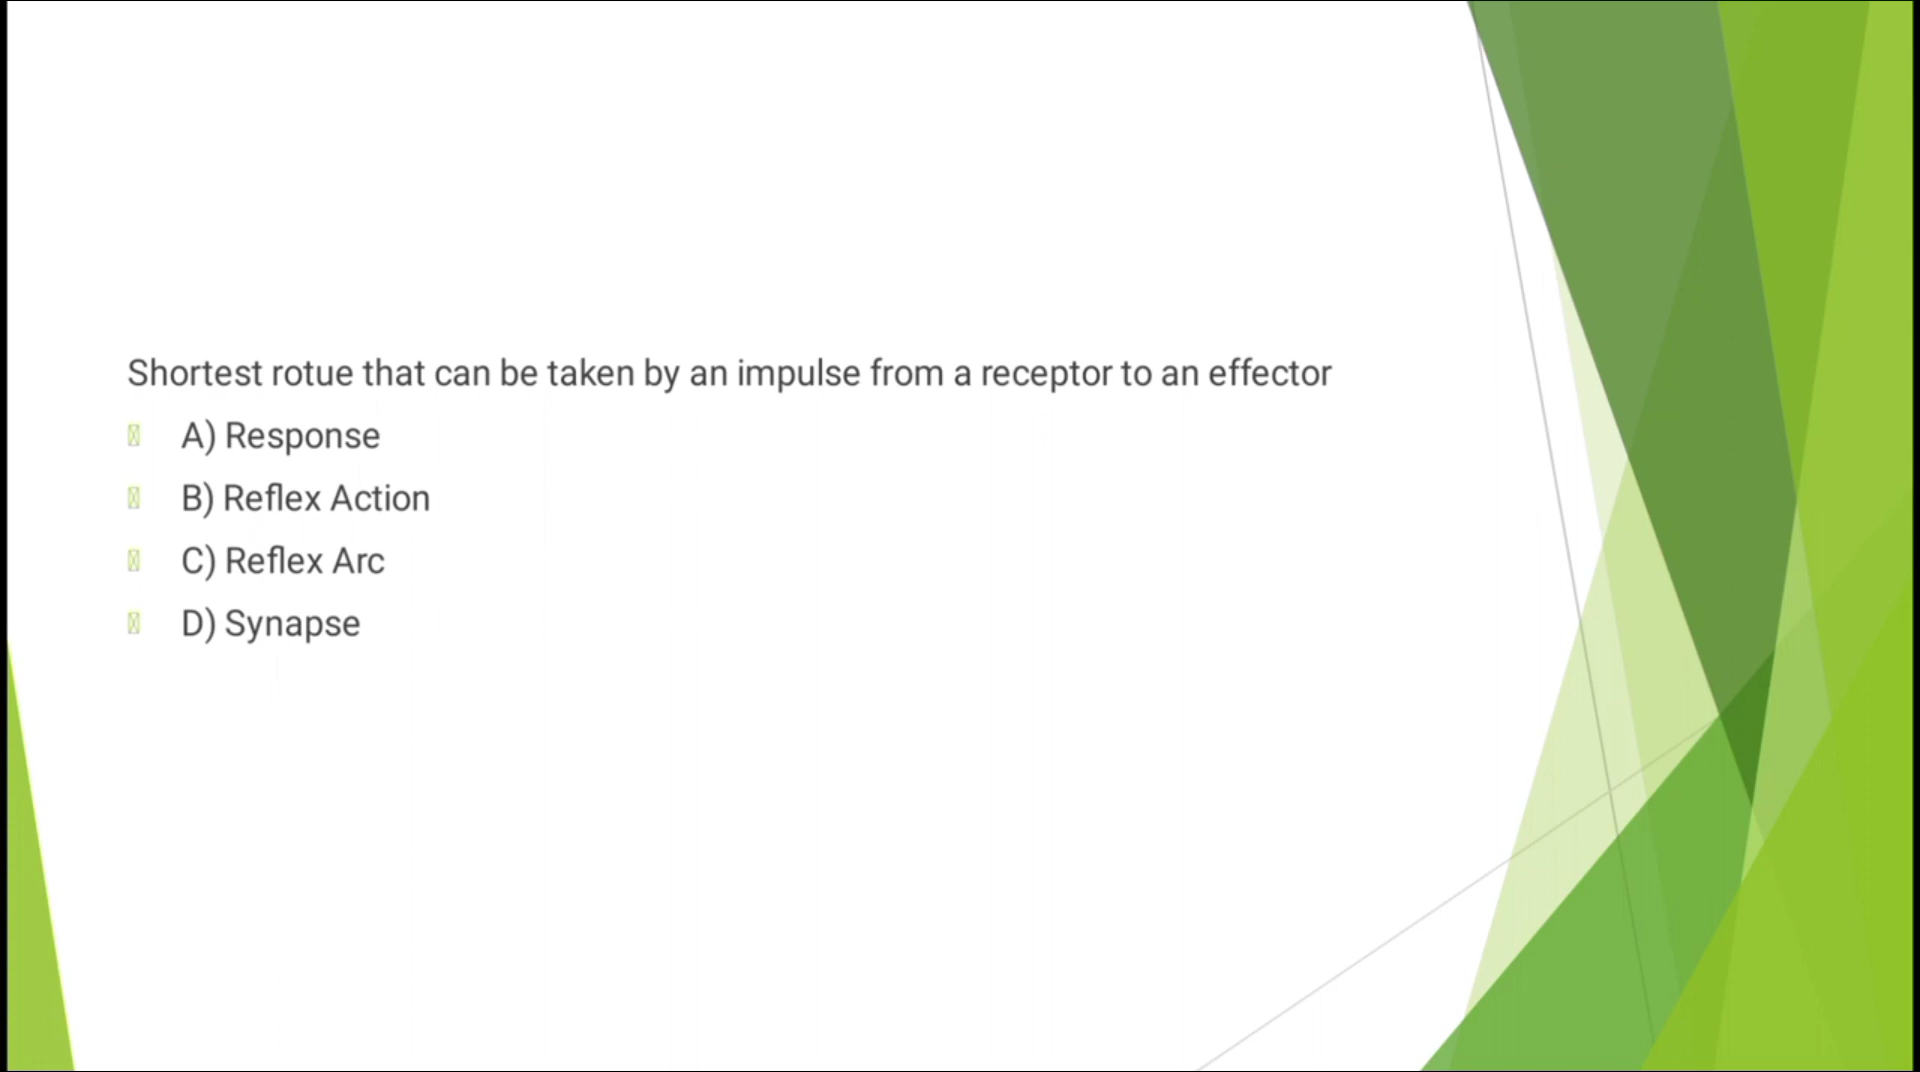 Shortest rotue that can be taken by an impulse from a receptor to an effector
A) Response
B) Reflex Action
C) Reflex Arc
D) Synapse